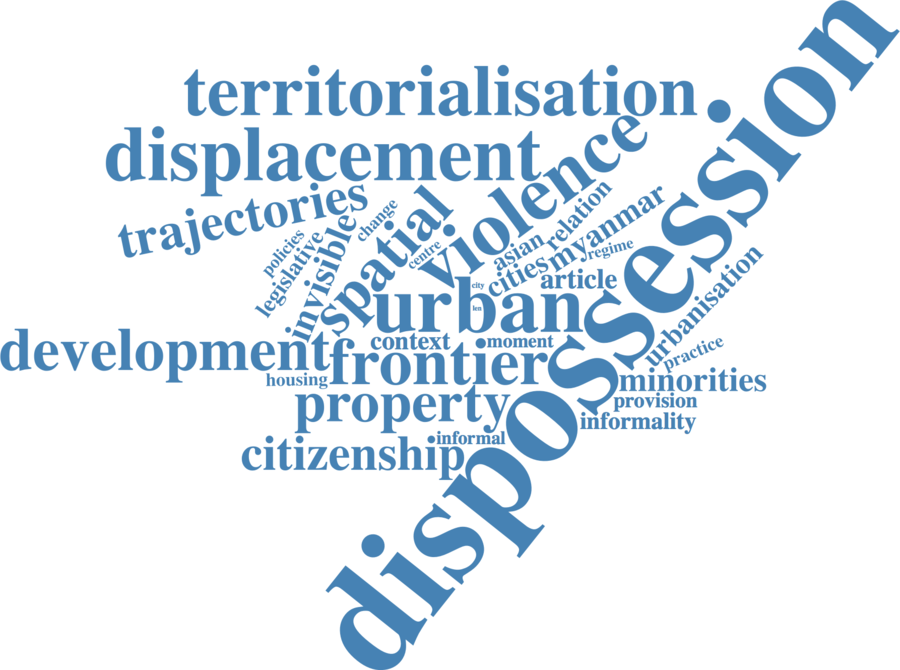 territorialisation
displacement
violence
dispossession
trajectories
change
policies
legislative
invisible
spatial
centre
asian
relation
cities
myanmar
regime
article
city
urban
len
urbanisation
development
context
moment
practice
frontier
housing
minorities
property
provision
informality
informal
citizenship